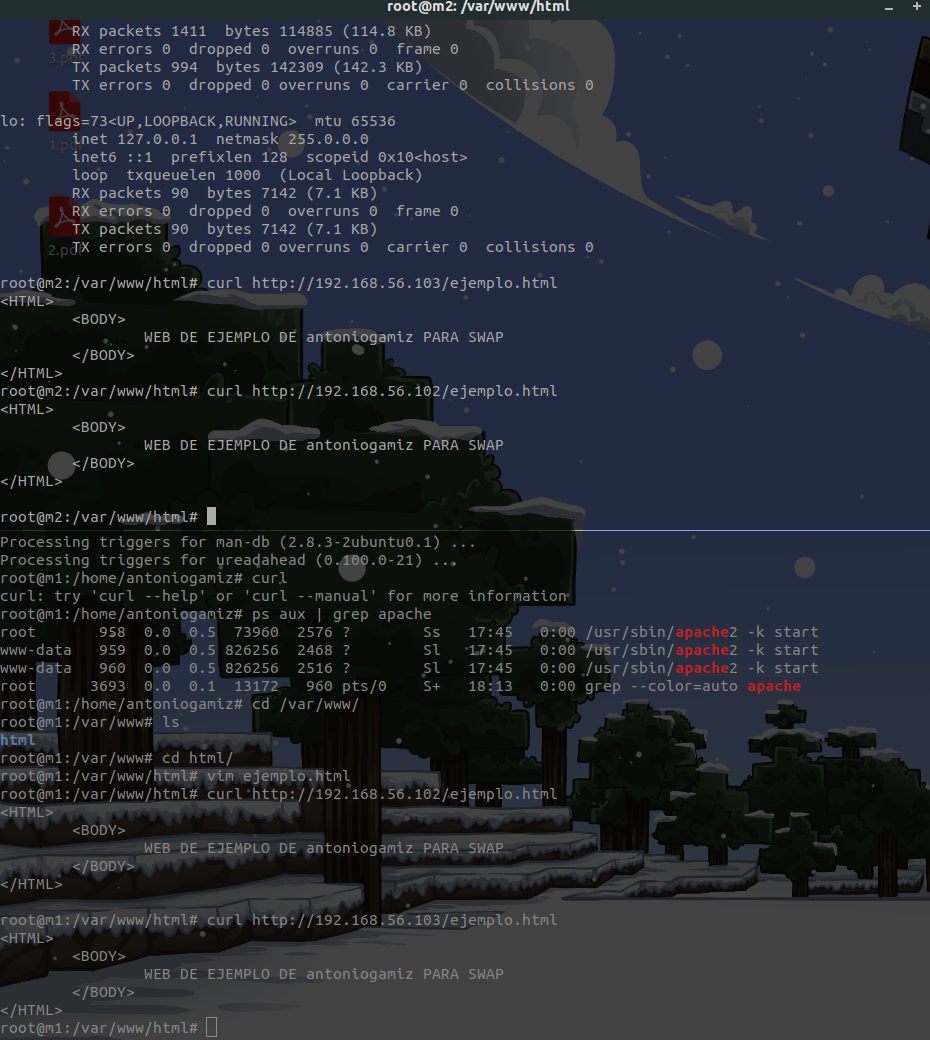 root@m2: /var/www/html
RX packets 1411  bytes 114885 (114.8 KB)
RX errors 0  dropped 0  overruns 0  frame 0
3.pdf
TX packets 994  bytes 142309 (142.3 KB)
TX errors 0  dropped 0 overruns 0  carrier 0  collisions 0
lo: flags=73<UP,LOOPBACK,RUNNING>  mtu 65536
inet 127.0.0.1  netmask 255.0.0.0
1.pdf
inet6 ::1  prefixlen 128  scopeid 0x10<host>
loop  txqueuelen 1000  (Local Loopback)
RX packets 90  bytes 7142 (7.1 KB)
RX errors 0  dropped 0  overruns 0  frame 0
TX packets 90  bytes 7142 (7.1 KB)
2.pdf
TX errors 0  dropped 0 overruns 0  carrier 0  collisions 0
root@m2:/var/www/html# curl http://192.168.56.103/ejemplo.html
<HTML>
<BODY>
WEB DE EJEMPLO DE antoniogamiz PARA SWAP
</BODY>
</HTML>
root@m2:/var/www/html# curl http://192.168.56.102/ejemplo.html
<HTML>
<BODY>
WEB DE EJEMPLO DE antoniogamiz PARA SWAP
</BODY>
</HTML>
root@m2:/var/www/html#
Processing triggers for man-db (2.8.3-2ubuntu0.1) ...
Processing triggers for ureadahead (0.100.0-21) ...
root@m1:/home/antoniogamiz# curl
curl: try 'curl --help' or 'curl --manual' for more information
root@m1:/home/antoniogamiz# ps aux | grep apache
root       958  0.0  0.5  73960  2576 ?        Ss   17:45   0:00 /usr/sbin/apache2 -k start
www-data   959  0.0  0.5 826256  2468 ?        Sl   17:45   0:00 /usr/sbin/apache2 -k start
www-data   960  0.0  0.5 826256  2516 ?        Sl   17:45   0:00 /usr/sbin/apache2 -k start
root      3693  0.0  0.1  13172   960 pts/0    S+   18:13   0:00 grep --color=auto apache
root@m1:/home/antoniogamiz# cd /var/www/
root@m1:/var/www# ls
html
root@m1:/var/www# cd html/
root@m1:/var/www/html# vim ejemplo.html
root@m1:/var/www/html# curl http://192.168.56.102/ejemplo.html
<HTML>
<BODY>
WEB DE EJEMPLO DE antoniogamiz PARA SWAP
</BODY>
</HTML>
root@m1:/var/www/html# curl http://192.168.56.103/ejemplo.html
<HTML>
<BODY>
WEB DE EJEMPLO DE antoniogamiz PARA SWAP
</BODY>
</HTML>
root@m1:/var/www/html#